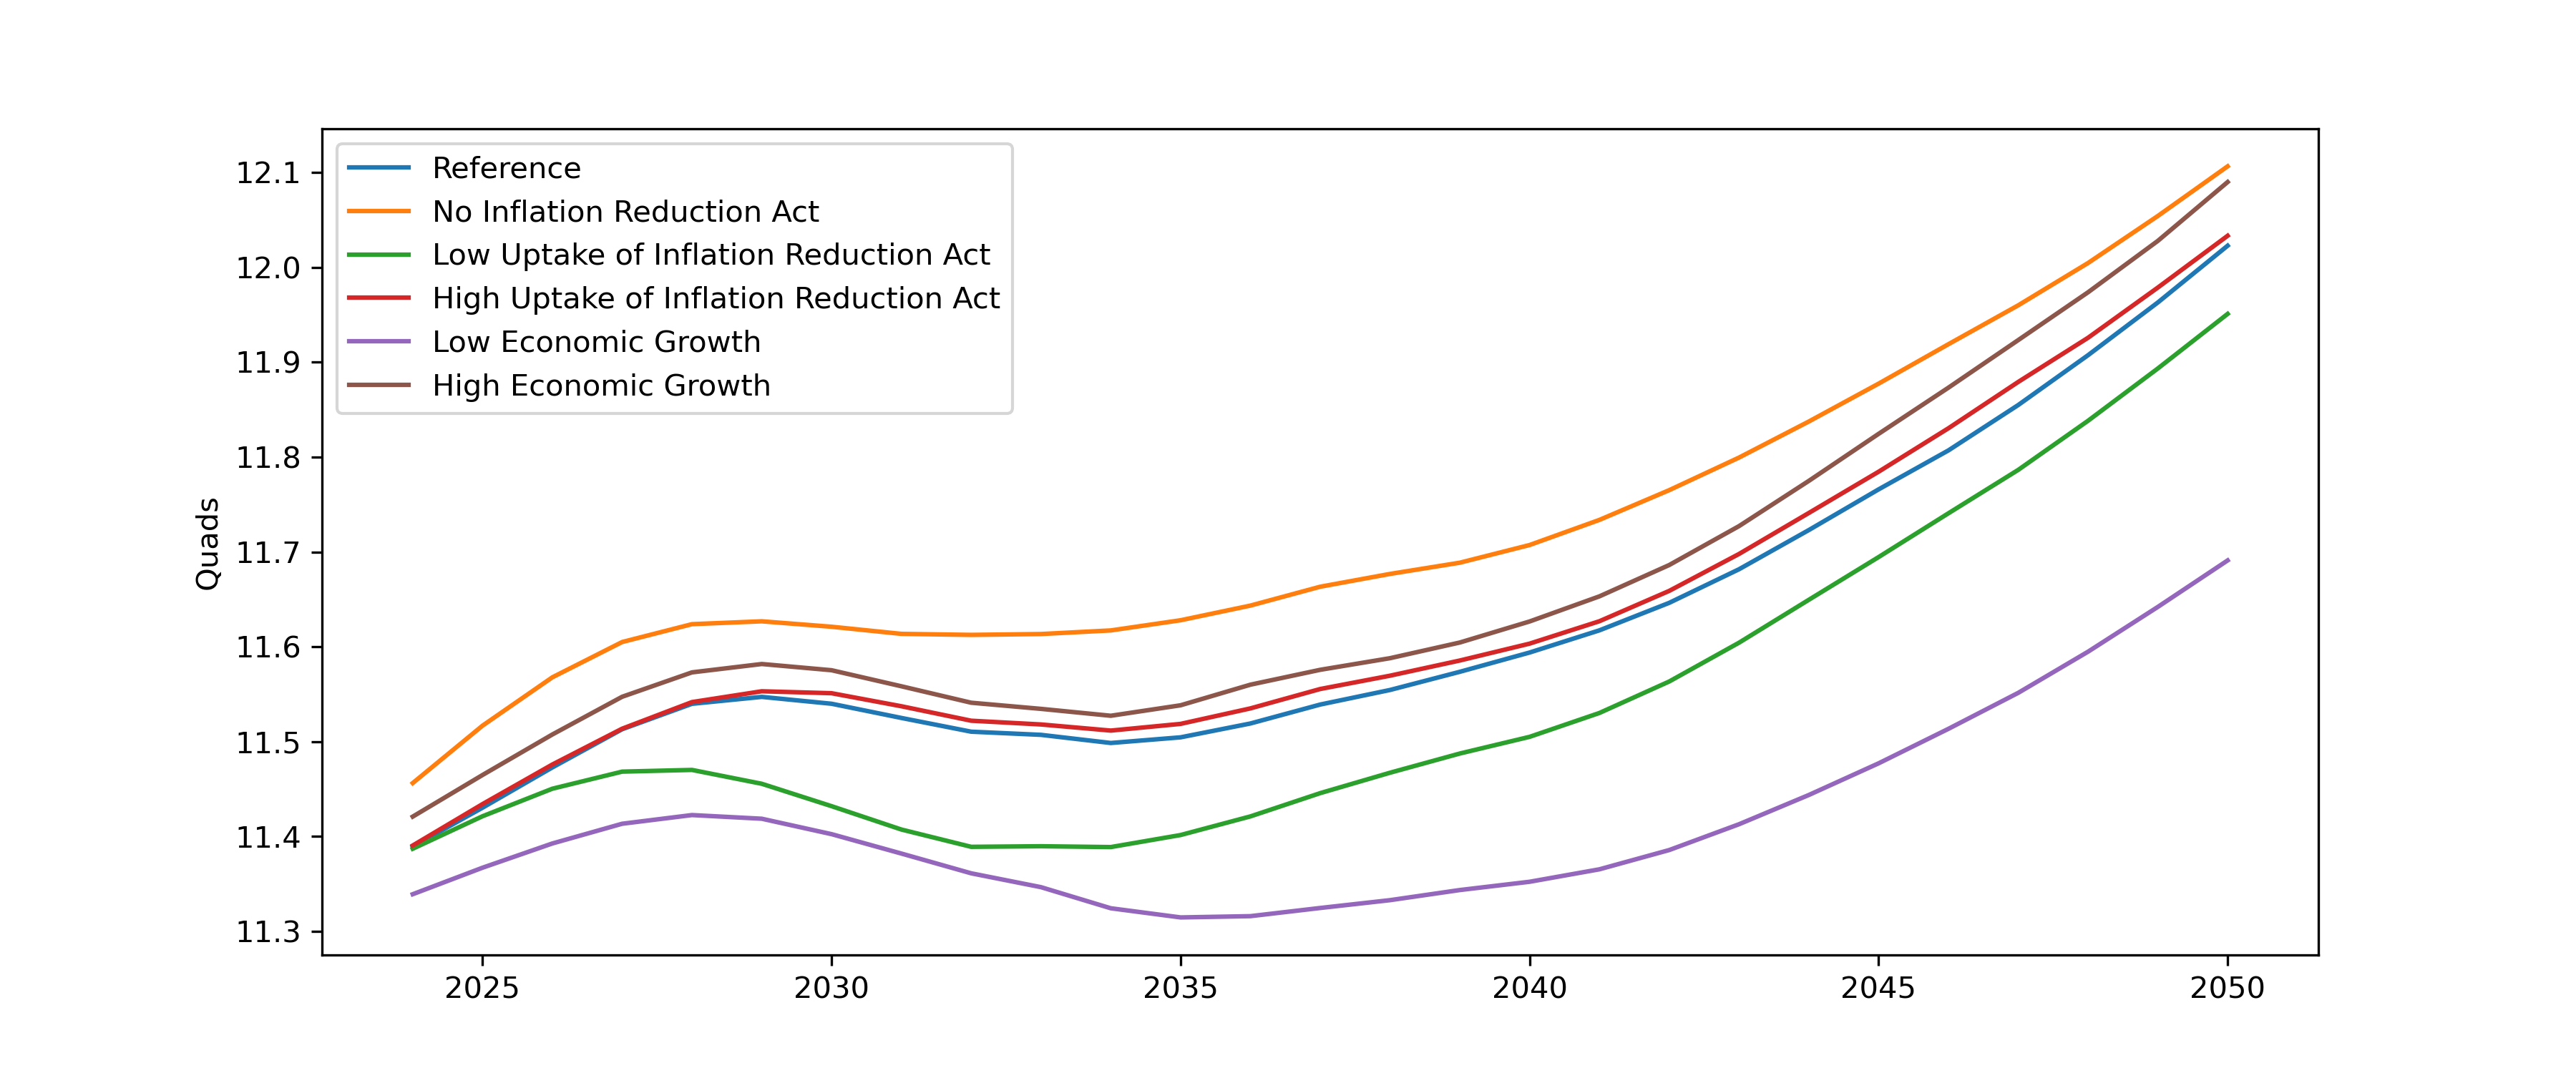 Reference
No Inflation Reduction Act
Low Uptake of Inflation Reduction Act
High Uptake of Inflation Reduction Act
Low Economic Growth
High Economic Growth
Quads
12.1
12.0
11.9
11.8
11.7
11.6
11.5
11.4
11.3
2025 2030 2035 2040 2045 2050